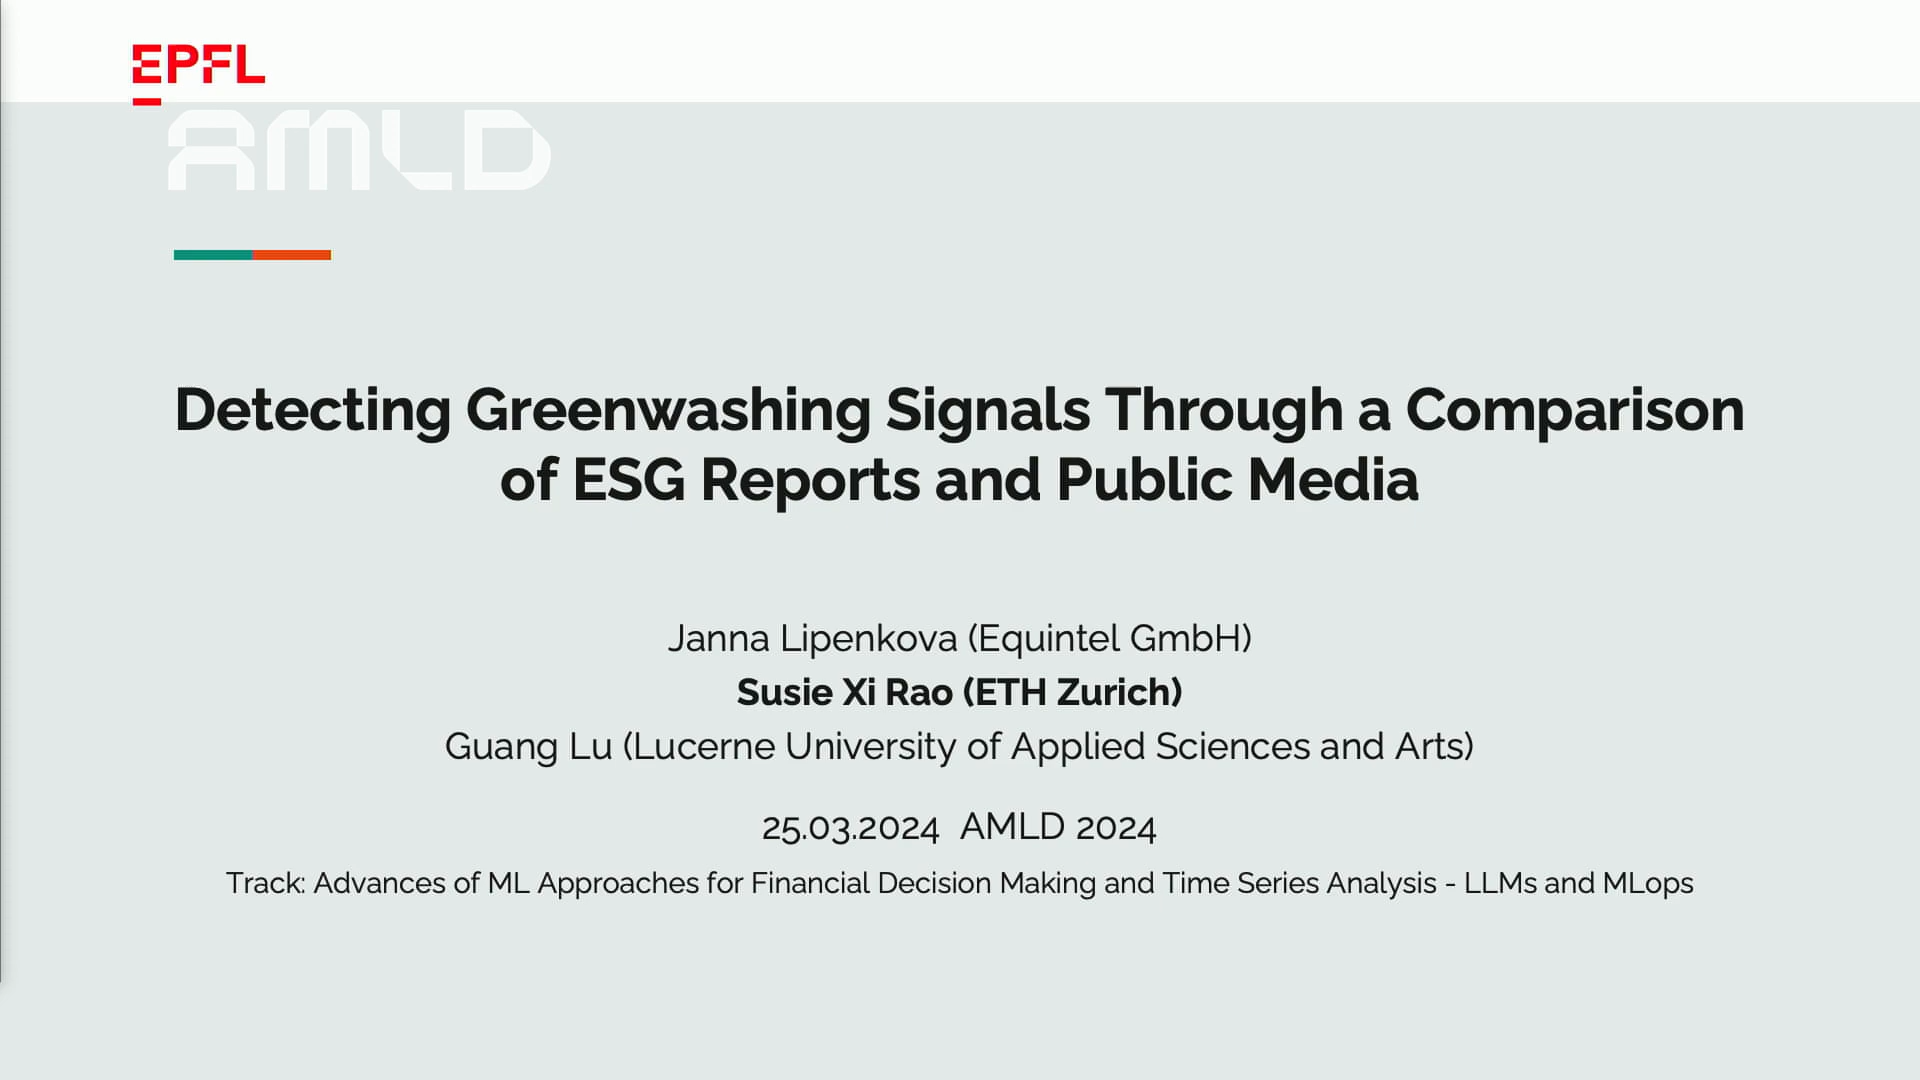 EPFL
AMLD
Detecting Greenwashing Signals Through a Comparison
of ESG Reports and Public Media
Janna Lipenkova (Equintel GmbH)
Susie Xi Rao (ETH Zurich)
Guang Lu (Lucerne University of Applied Sciences and Arts)
25.03.2024 AMLD 2024
Track: Advances of ML Approaches for Financial Decision Making and Time Series Analysis - LLMs and MLops